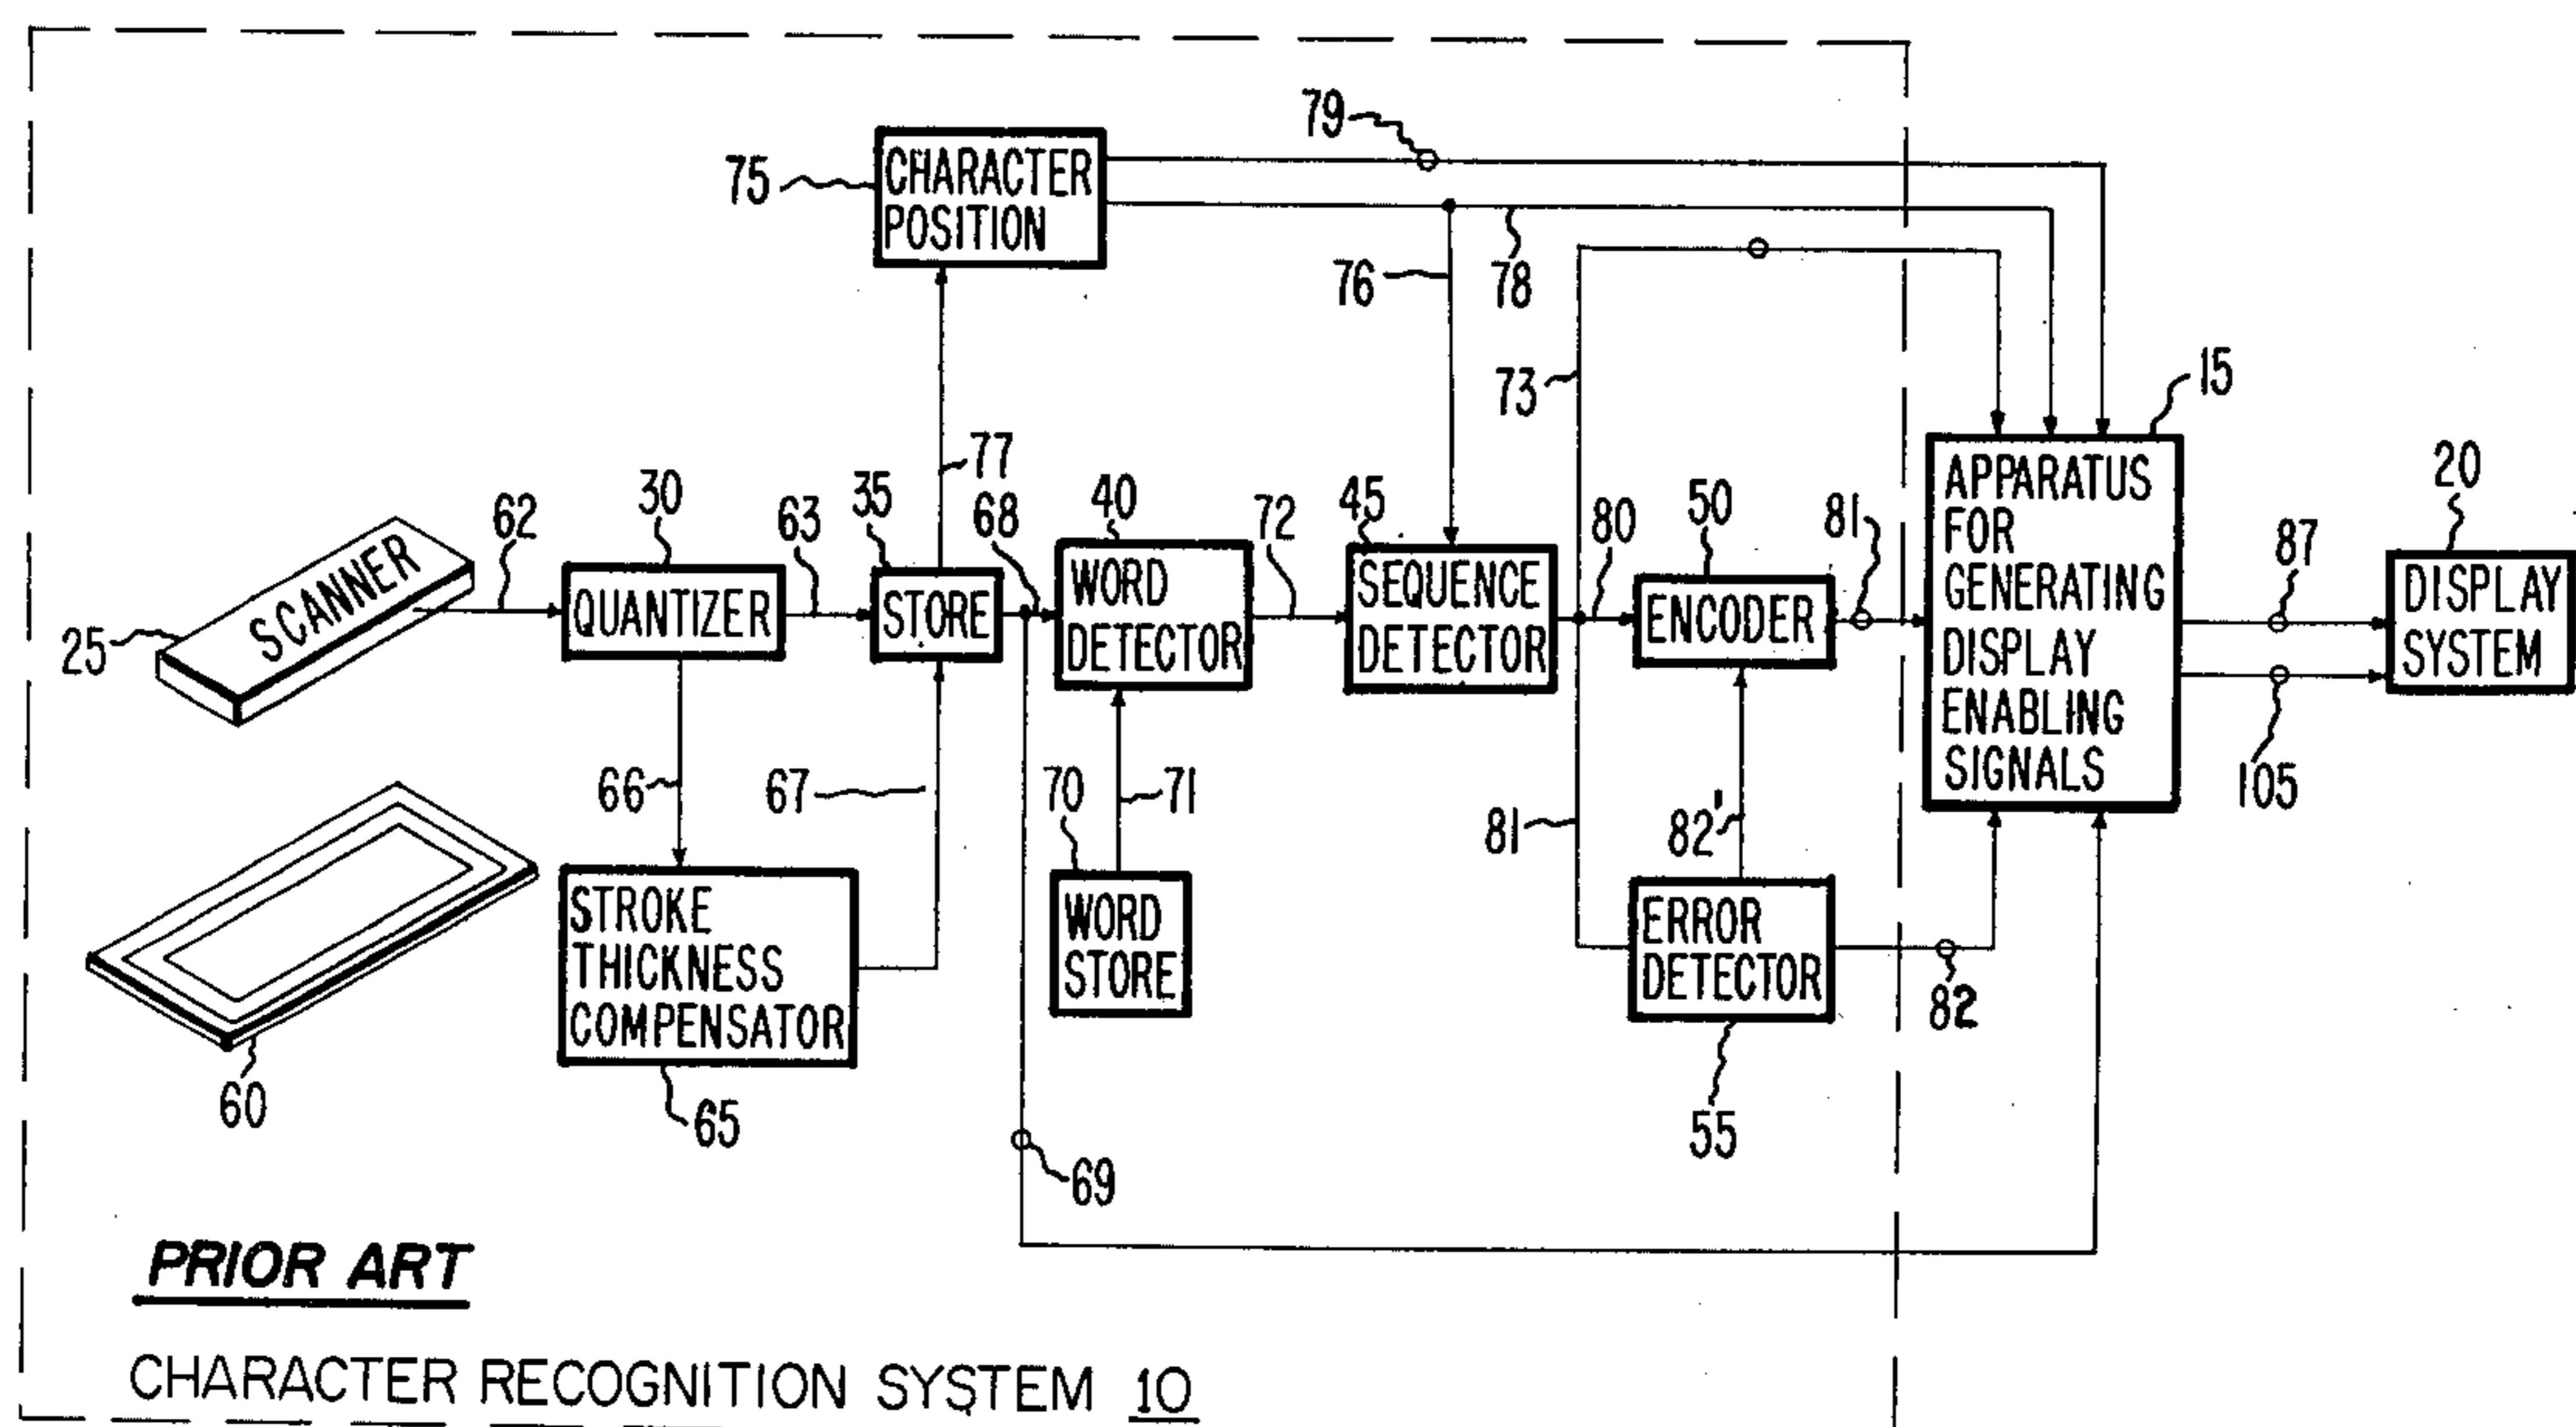 79
75
CHARACTER
POSITION
76
78
73
15
77
62
30
63
35
68
40
72
45
80
50
81
20
87
SCANNER
25
QUANTIZER
STORE
WORD
DETECTOR
SEQUENCE
DETECTOR
ENCODER
APPARATUS
FOR
GENERATING
DISPLAY
ENABLING
SIGNALS
DISPLAY
SYSTEM
105
66
67
70
71
81
82'
STROKE
THICKNESS
COMPENSATOR
WORD
STORE
ERROR
DETECTOR
82
60
65
55
69
PRIOR ART
CHARACTER RECOGNITION SYSTEM 10